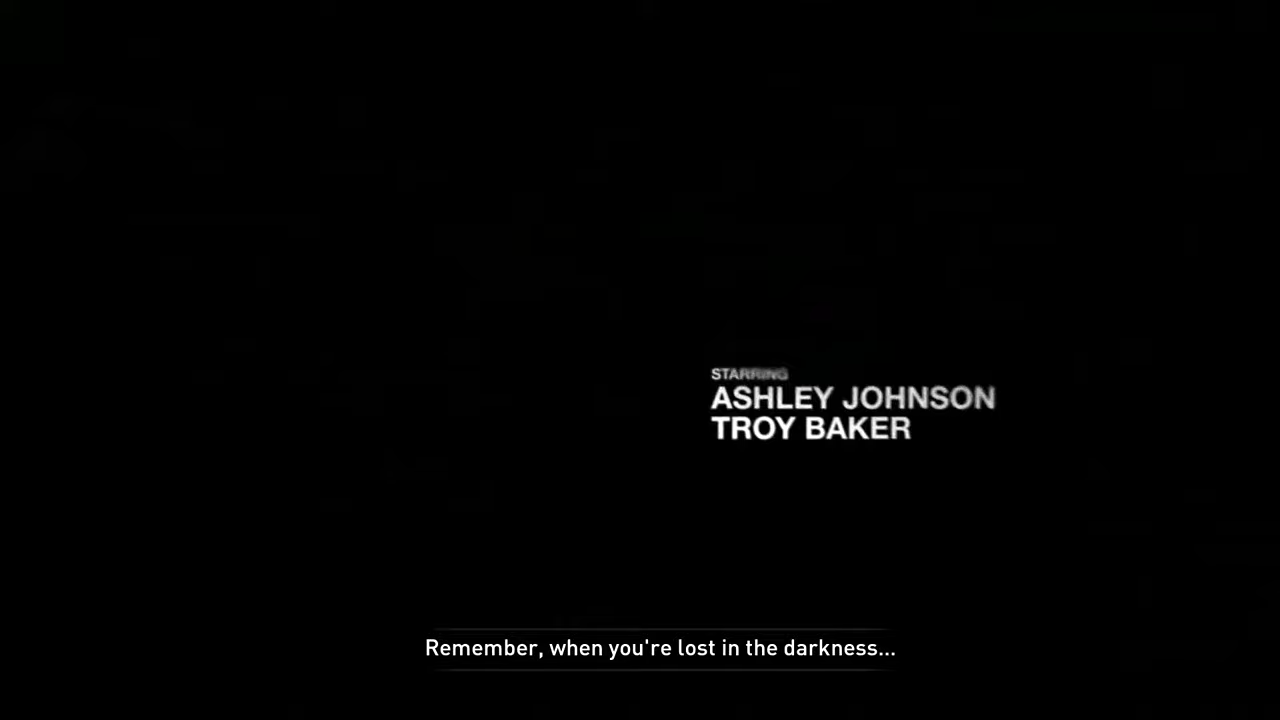 STARRING
ASHLEY JOHNSON
TROY BAKER
Remember, when you're lost in the darkness...